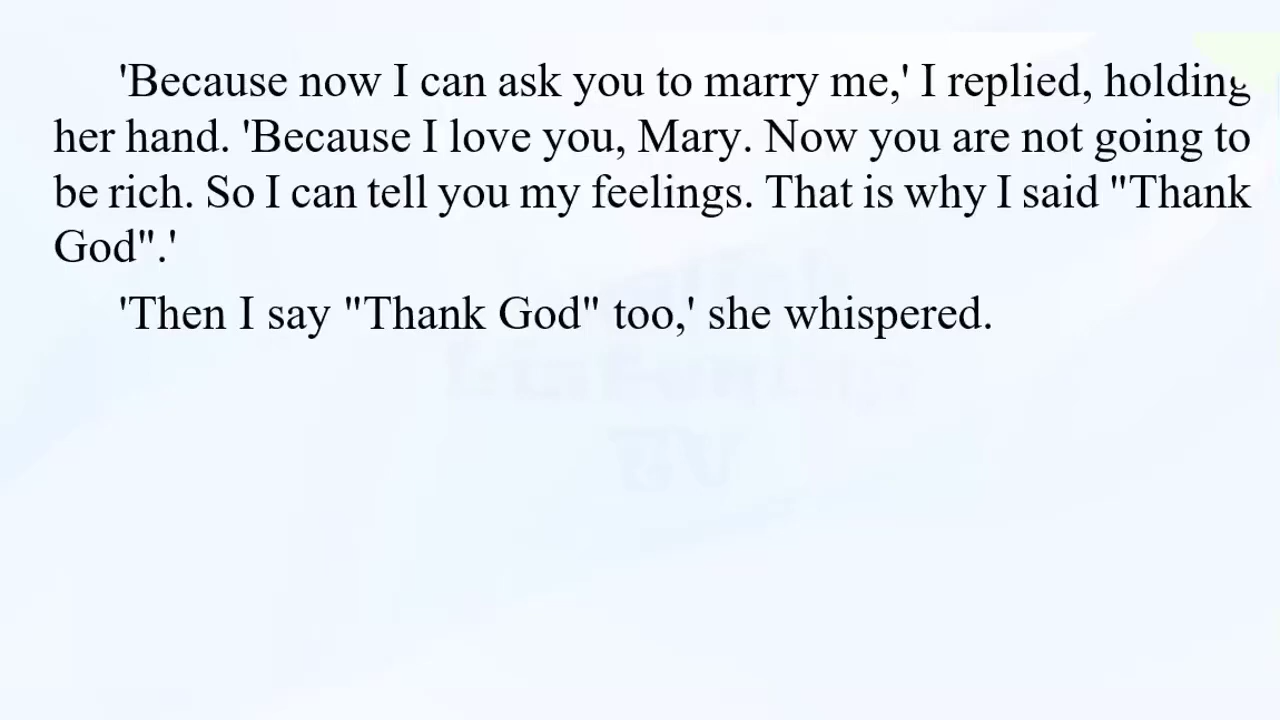 'Because now I can ask you to marry me,' I replied, holding
her hand. 'Because I love you, Mary. Now you are not going to
be rich. So I can tell you my feelings. That is why I said "Thank
God".'
'Then I say "Thank God" too,' she whispered.
TV